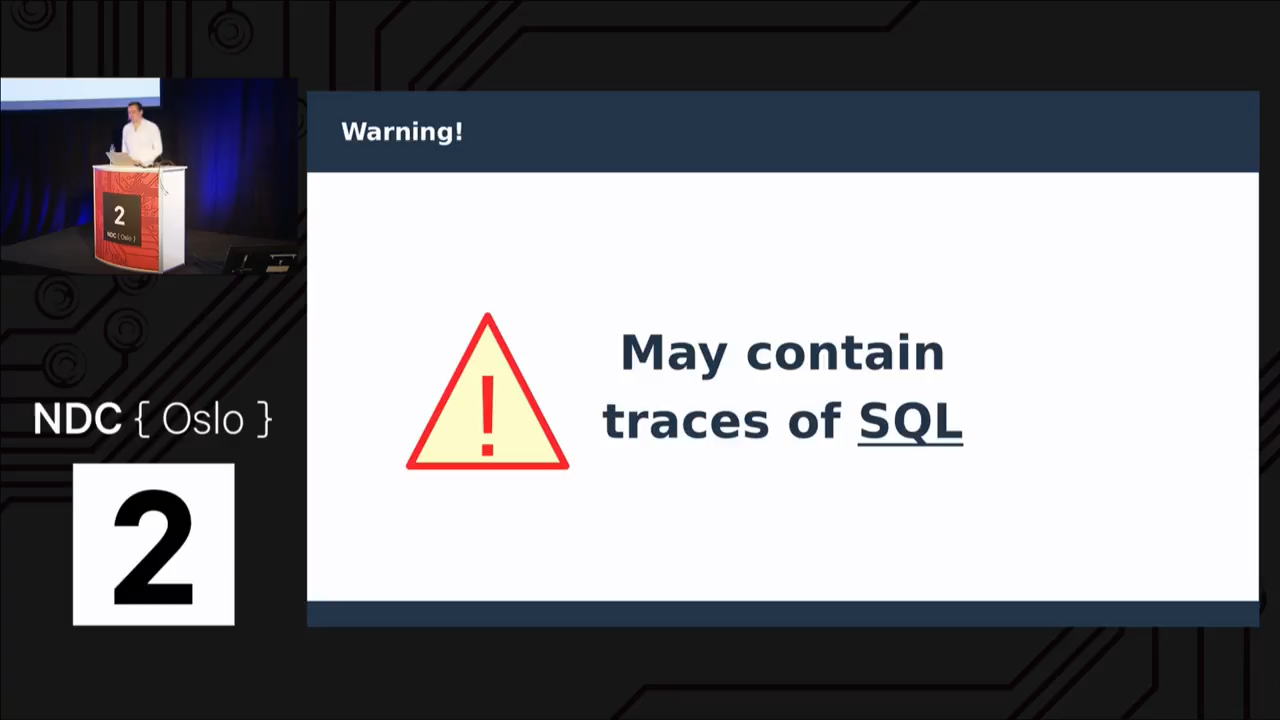 Warning!
!
May contain
traces of SQL
2
NDC { Oslo }
NDC { Oslo }
2